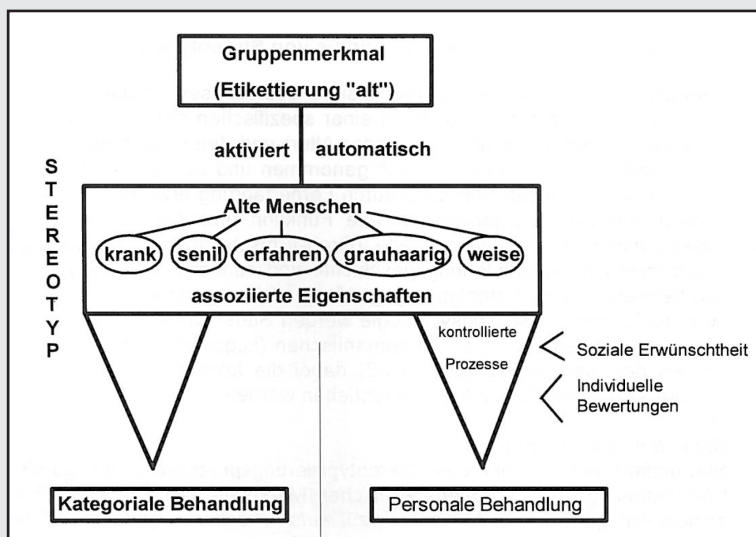 Gruppenmerkmal
(Etikettierung "alt")
aktiviert automatisch
STEREOTYP
Alte Menschen
krank senil erfahren grauhaarig weise
assoziierte Eigenschaften
kontrollierte
Prozesse
Soziale Erwünschtheit
Individuelle
Bewertungen
Kategoriale Behandlung
Personale Behandlung